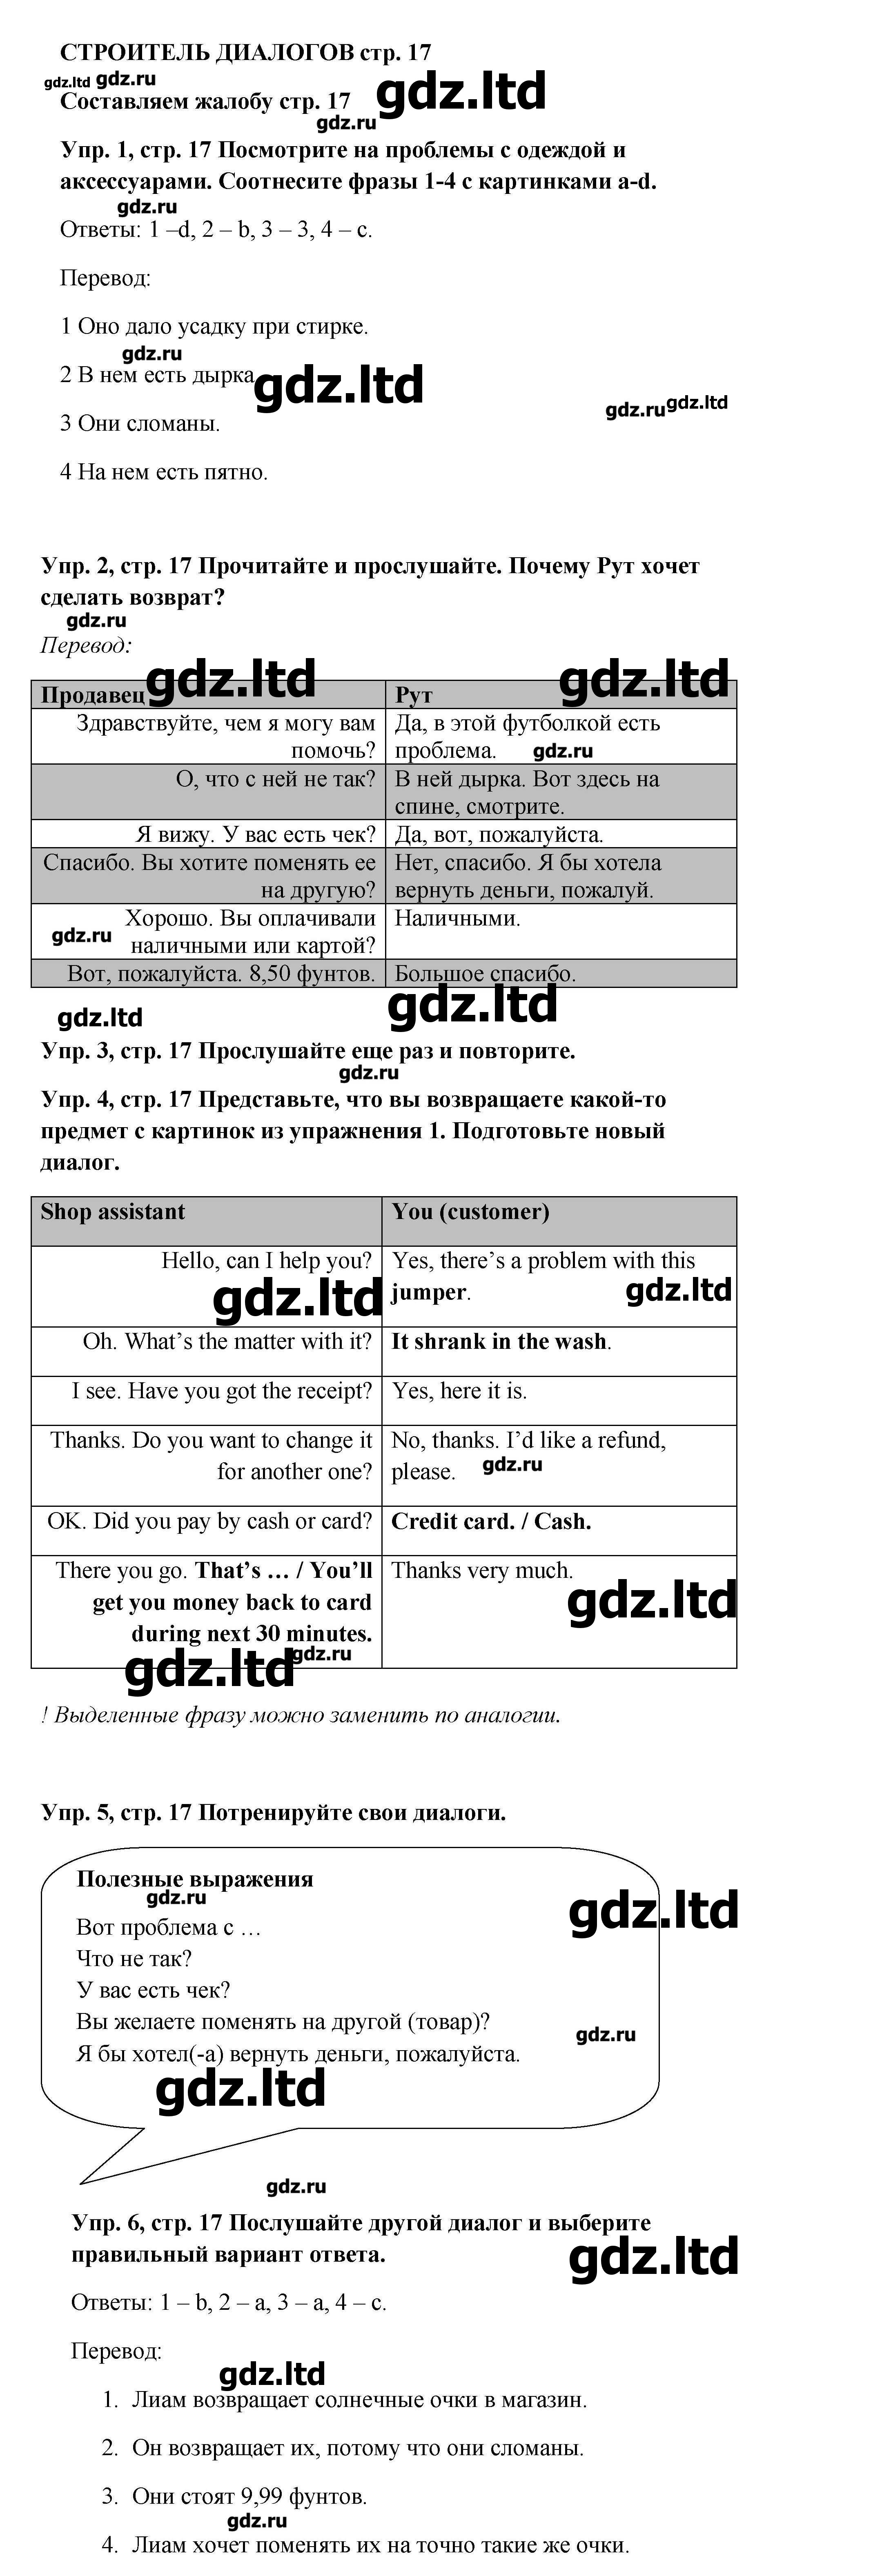 СТРОИТЕЛЬ ДИАЛОГОВ стр. 17
gdz.ltd gdz.ru
Составляем жалобу стр. 17
gdz.ltd
gdz.ru
Упр. 1, стр. 17 Посмотрите на проблемы с одеждой и
аксессуарами. Соотнесите фразы 1-4 с картинками a-d.
gdz.ru
Ответы: 1 –d, 2 – b, 3 – 3, 4 – c.
Перевод:
1 Оно дало усадку при стирке.
gdz.ru
2 В нем есть дырка
gdz.ltd
gdz.ru gdz.ltd
3 Они сломаны.
4 На нем есть пятно.
Упр. 2, стр. 17 Прочитайте и прослушайте. Почему Рут хочет
сделать возврат?
gdz.ru
Перевод:
gdz.ltd gdz.ltd
Продавец Рут
Здравствуйте, чем я могу вам Да, в этой футболкой есть
помочь? проблема. gdz.ru
О, что с ней не так? В ней дырка. Вот здесь на
спине, смотрите.
Я вижу. У вас есть чек? Да, вот, пожалуйста.
Спасибо. Вы хотите поменять ее Нет, спасибо. Я бы хотела
на другую? вернуть деньги, пожалуй.
Хорошо. Вы оплачивали Наличными.
gdz.ru наличными или картой?
Вот, пожалуйста. 8,50 фунтов. Большое спасибо.
gdz.ltd gdz.ltd
Упр. 3, стр. 17 Прослушайте еще раз и повторите.
gdz.ru
Упр. 4, стр. 17 Представьте, что вы возвращаете какой-то
предмет с картинок из упражнения 1. Подготовьте новый
диалог.
Shop assistant You (customer)
Hello, can I help you? Yes, there’s a problem with this
gdz.ltd jumper. gdz.ltd
Oh. What’s the matter with it? It shrank in the wash.
I see. Have you got the receipt? Yes, here it is.
Thanks. Do you want to change it No, thanks. I’d like a refund,
for another one? please. gdz.ru
OK. Did you pay by cash or card? Credit card. / Cash.
There you go. That’s … / You’ll Thanks very much.
get you money back to card gdz.ltd
during next 30 minutes.
gdz.ltd gdz.ru
! Выделенные фразу можно заменить по аналогии.
Упр. 5, стр. 17 Потренируйте свои диалоги.
Полезные выражения
gdz.ru gdz.ltd
Вот проблема с …
Что не так?
У вас есть чек?
Вы желаете поменять на другой (товар)?
gdz.ru
Я бы хотел(-а) вернуть деньги, пожалуйста.
gdz.ltd
gdz.ru
Упр. 6, стр. 17 Послушайте другой диалог и выберите
правильный вариант ответа.
gdz.ltd
Ответы: 1 – b, 2 – a, 3 – a, 4 – c.
Перевод:
gdz.ltd
1. Лиам возвращает солнечные очки в магазин.
2. Он возвращает их, потому что они сломаны.
3. Они стоят 9,99 фунтов.
gdz.ru
4. Лиам хочет поменять их на точно такие же очки.